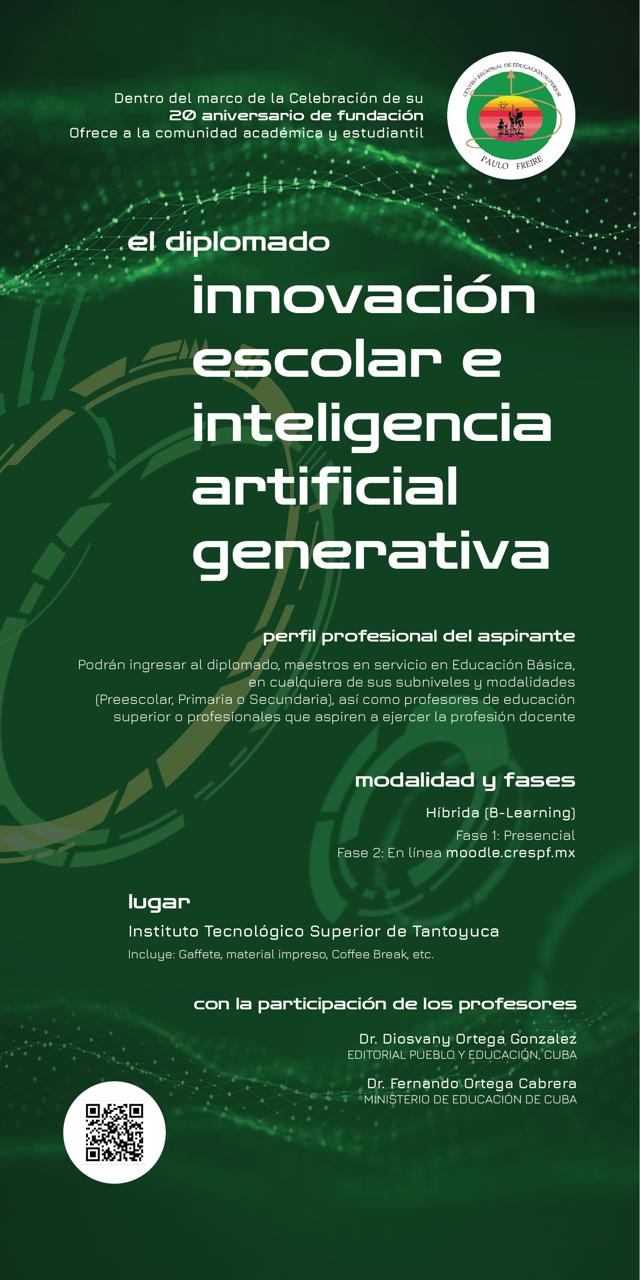 Dentro del marco de la Celebración de su
20 aniversario de fundación
Ofrece a la comunidad académica y estudiantil
CENTRO REGIONAL DE EDUCACION SUPERIOR
PAULO FREIRE
el diplomado
innovación
escolar e
inteligencia
artificial
generativa
perfil profesional del aspirante
Podrán ingresar al diplomado, maestros en servicio en Educación Básica,
en cualquiera de sus subniveles y modalidades
(Preescolar, Primaria o Secundaria), así como profesores de educación
superior o profesionales que aspiren a ejercer la profesión docente
modalidad y fases
Híbrida (B-Learning)
Fase 1: Presencial
Fase 2: En línea moodle.crespf.mx
lugar
Instituto Tecnológico Superior de Tantoyuca
Incluye: Gaffete, material impreso, Coffee Break, etc.
con la participación de los profesores
Dr. Diosvany Ortega Gonzalez
EDITORIAL PUEBLO Y EDUCACIÓN, CUBA
Dr. Fernando Ortega Cabrera
MINISTERIO DE EDUCACIÓN DE CUBA